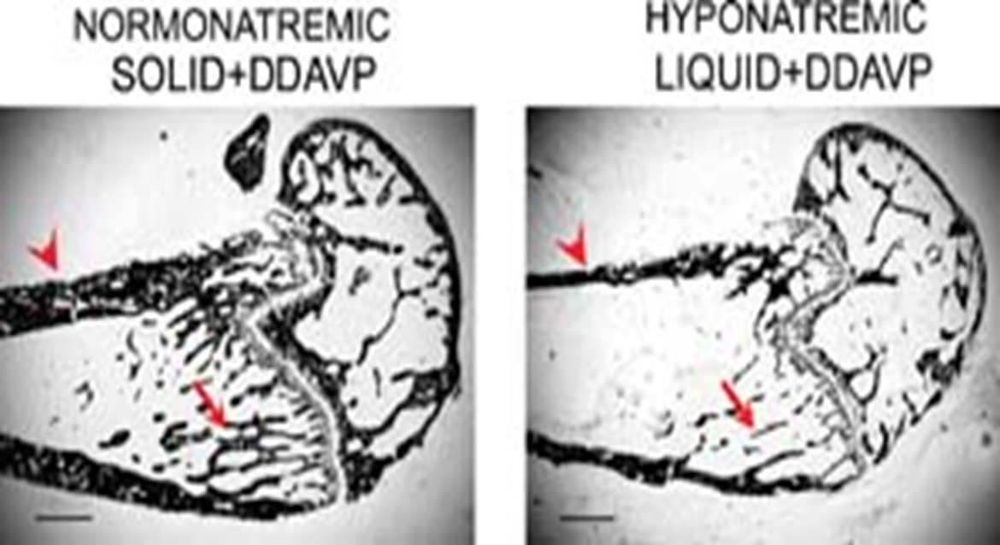 NORMONATREMIC
SOLID+DDAVP
HYPONATREMIC
LIQUID+DDAVP